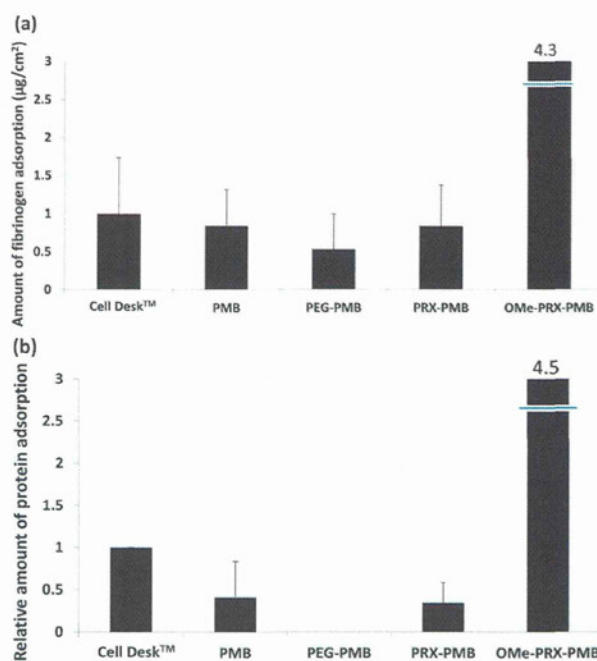 (a)
Amount of fibrinogen adsorption (µg/cm²)
3
2.5
2
1.5
1
0.5
0
4.3
Cell Desk™ PMB PEG-PMB PRX-PMB OMe-PRX-PMB
(b)
Relative amount of protein adsorption
3
2.5
2
1.5
1
0.5
0
4.5
Cell Desk™ PMB PEG-PMB PRX-PMB OMe-PRX-PMB